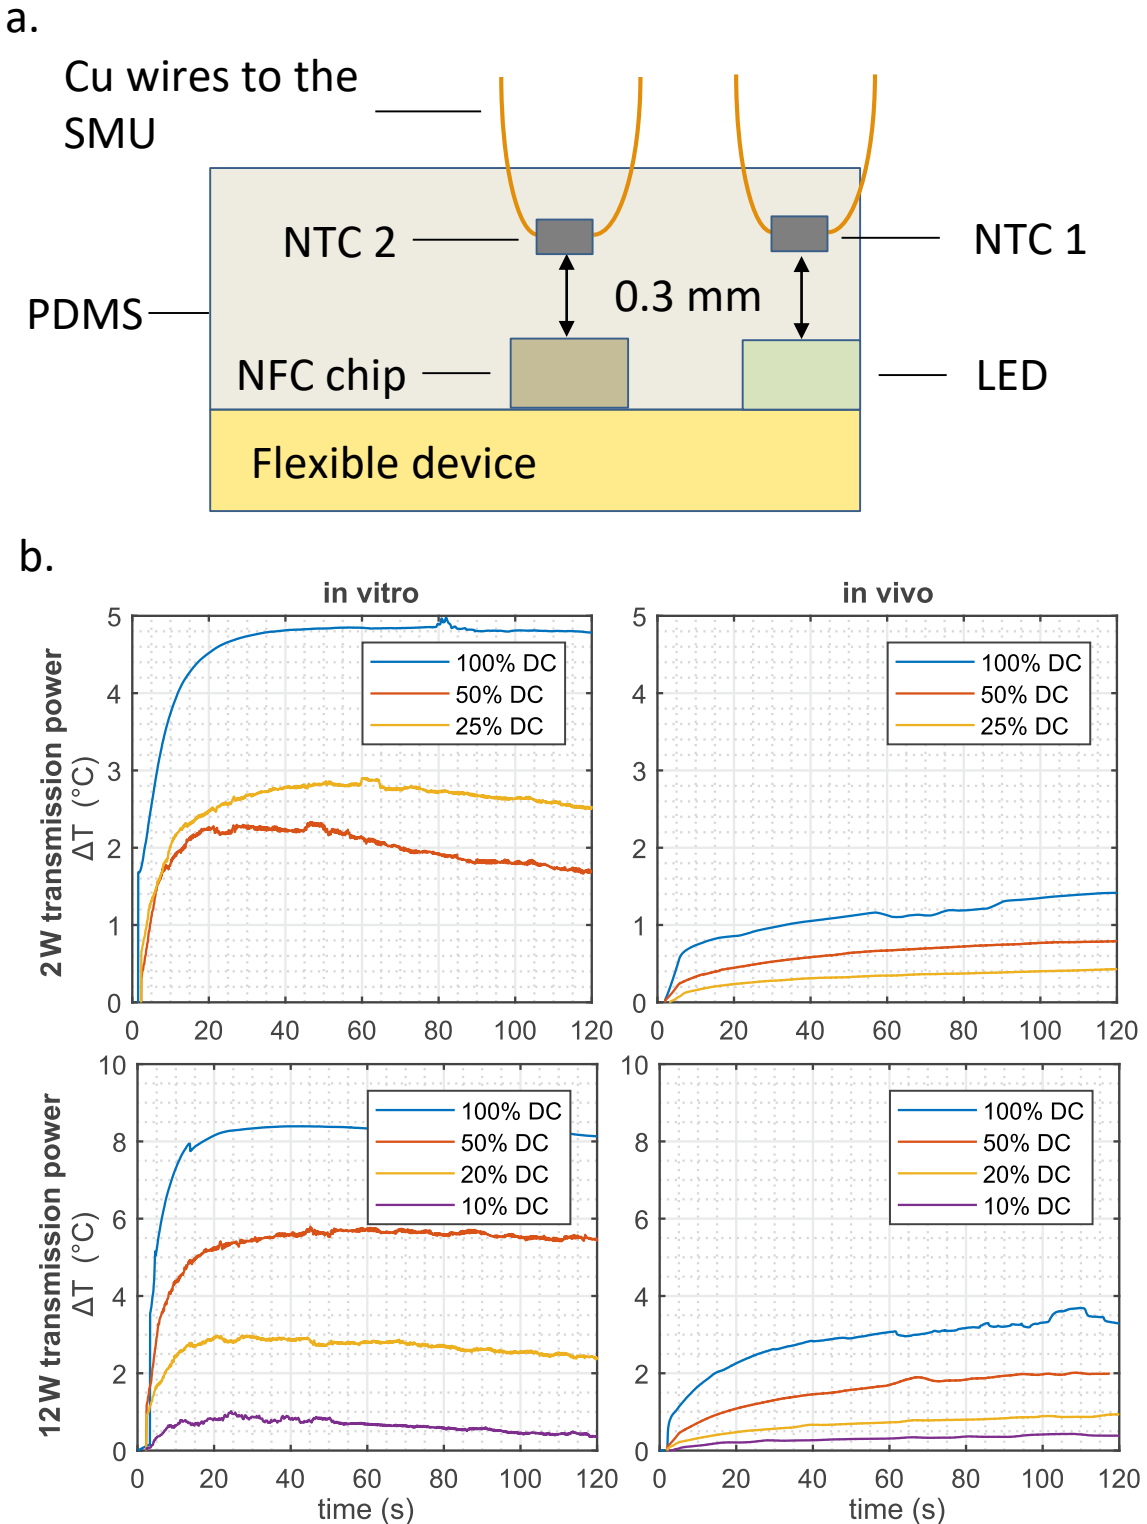 a.
Cu wires to the
SMU
NTC 2
NTC 1
0.3 mm
PDMS
NFC chip
LED
Flexible device
b.
in vitro
in vivo
2W transmission power
ΔT (°C)
5
4
3
2
1
0
100% DC
50% DC
25% DC
0 20 40 60 80 100 120
5
4
3
2
1
0
100% DC
50% DC
25% DC
0 20 40 60 80 100 120
12W transmission power
ΔT (°C)
10
8
6
4
2
0
100% DC
50% DC
20% DC
10% DC
0 20 40 60 80 100 120
time (s)
10
8
6
4
2
0
100% DC
50% DC
20% DC
10% DC
0 20 40 60 80 100 120
time (s)